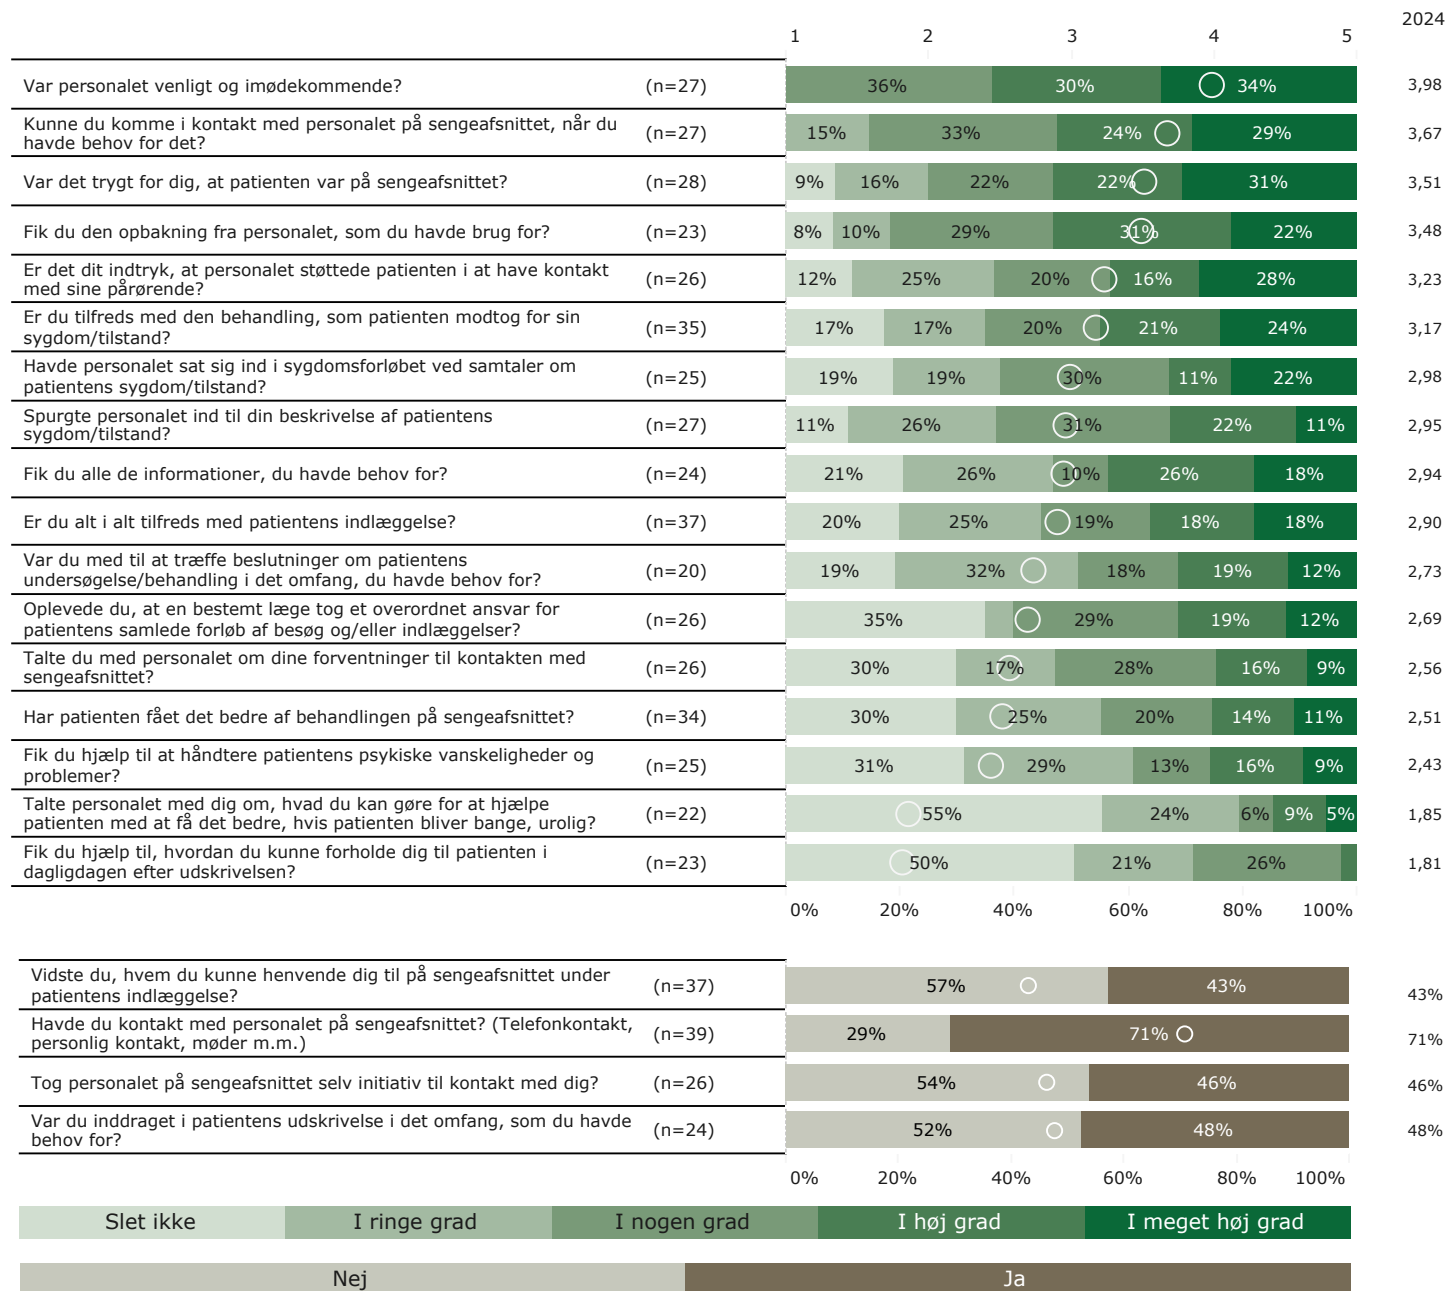 2024
1 2 3 4 5
Var personalet venligt og imødekommende? (n=27) 36% 30% 34% 3,98
Kunne du komme i kontakt med personalet på sengeafsnittet, når du
havde behov for det? (n=27) 15% 33% 24% 29% 3,67
Var det trygt for dig, at patienten var på sengeafsnittet? (n=28) 9% 16% 22% 22% 31% 3,51
Fik du den opbakning fra personalet, som du havde brug for? (n=23) 8% 10% 29% 31% 22% 3,48
Er det dit indtryk, at personalet støttede patienten i at have kontakt
med sine pårørende? (n=26) 12% 25% 20% 16% 28% 3,23
Er du tilfreds med den behandling, som patienten modtog for sin
sygdom/tilstand? (n=35) 17% 17% 20% 21% 24% 3,17
Havde personalet sat sig ind i sygdomsforløbet ved samtaler om
patientens sygdom/tilstand? (n=25) 19% 19% 30% 11% 22% 2,98
Spurgte personalet ind til din beskrivelse af patientens
sygdom/tilstand? (n=27) 11% 26% 31% 22% 11% 2,95
Fik du alle de informationer, du havde behov for? (n=24) 21% 26% 10% 26% 18% 2,94
Er du alt i alt tilfreds med patientens indlæggelse? (n=37) 20% 25% 19% 18% 18% 2,90
Var du med til at træffe beslutninger om patientens
undersøgelse/behandling i det omfang, du havde behov for? (n=20) 19% 32% 18% 19% 12% 2,73
Oplevede du, at en bestemt læge tog et overordnet ansvar for
patientens samlede forløb af besøg og/eller indlæggelser? (n=26) 35% 29% 19% 12% 2,69
Talte du med personalet om dine forventninger til kontakten med
sengeafsnittet? (n=26) 30% 17% 28% 16% 9% 2,56
Har patienten fået det bedre af behandlingen på sengeafsnittet? (n=34) 30% 25% 20% 14% 11% 2,51
Fik du hjælp til at håndtere patientens psykiske vanskeligheder og
problemer? (n=25) 31% 29% 13% 16% 9% 2,43
Talte personalet med dig om, hvad du kan gøre for at hjælpe
patienten med at få det bedre, hvis patienten bliver bange, urolig? (n=22) 55% 24% 6% 9% 5% 1,85
Fik du hjælp til, hvordan du kunne forholde dig til patienten i
dagligdagen efter udskrivelsen? (n=23) 50% 21% 26% 1,81
0% 20% 40% 60% 80% 100%
Vidste du, hvem du kunne henvende dig til på sengeafsnittet under
patientens indlæggelse? (n=37) 57% 43% 43%
Havde du kontakt med personalet på sengeafsnittet? (Telefonkontakt,
personlig kontakt, møder m.m.) (n=39) 29% 71% 71%
Tog personalet på sengeafsnittet selv initiativ til kontakt med dig? (n=26) 54% 46% 46%
Var du inddraget i patientens udskrivelse i det omfang, som du havde
behov for? (n=24) 52% 48% 48%
0% 20% 40% 60% 80% 100%
Slet ikke I ringe grad I nogen grad I høj grad I meget høj grad
Nej Ja